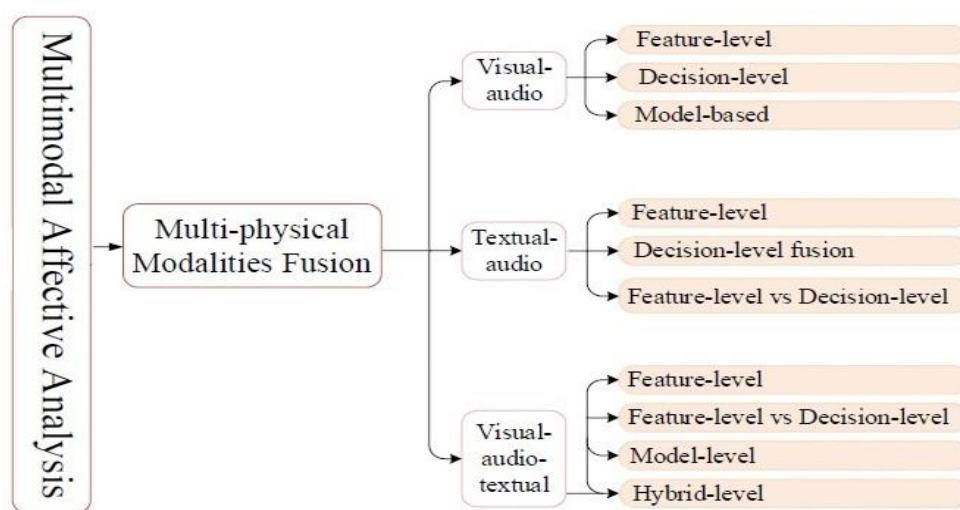 Multimodal Affective Analysis
Multi-physical
Modalities Fusion
Visual-
audio
Feature-level
Decision-level
Model-based
Textual-
audio
Feature-level
Decision-level fusion
Feature-level vs Decision-level
Visual-
audio-
textual
Feature-level
Feature-level vs Decision-level
Model-level
Hybrid-level